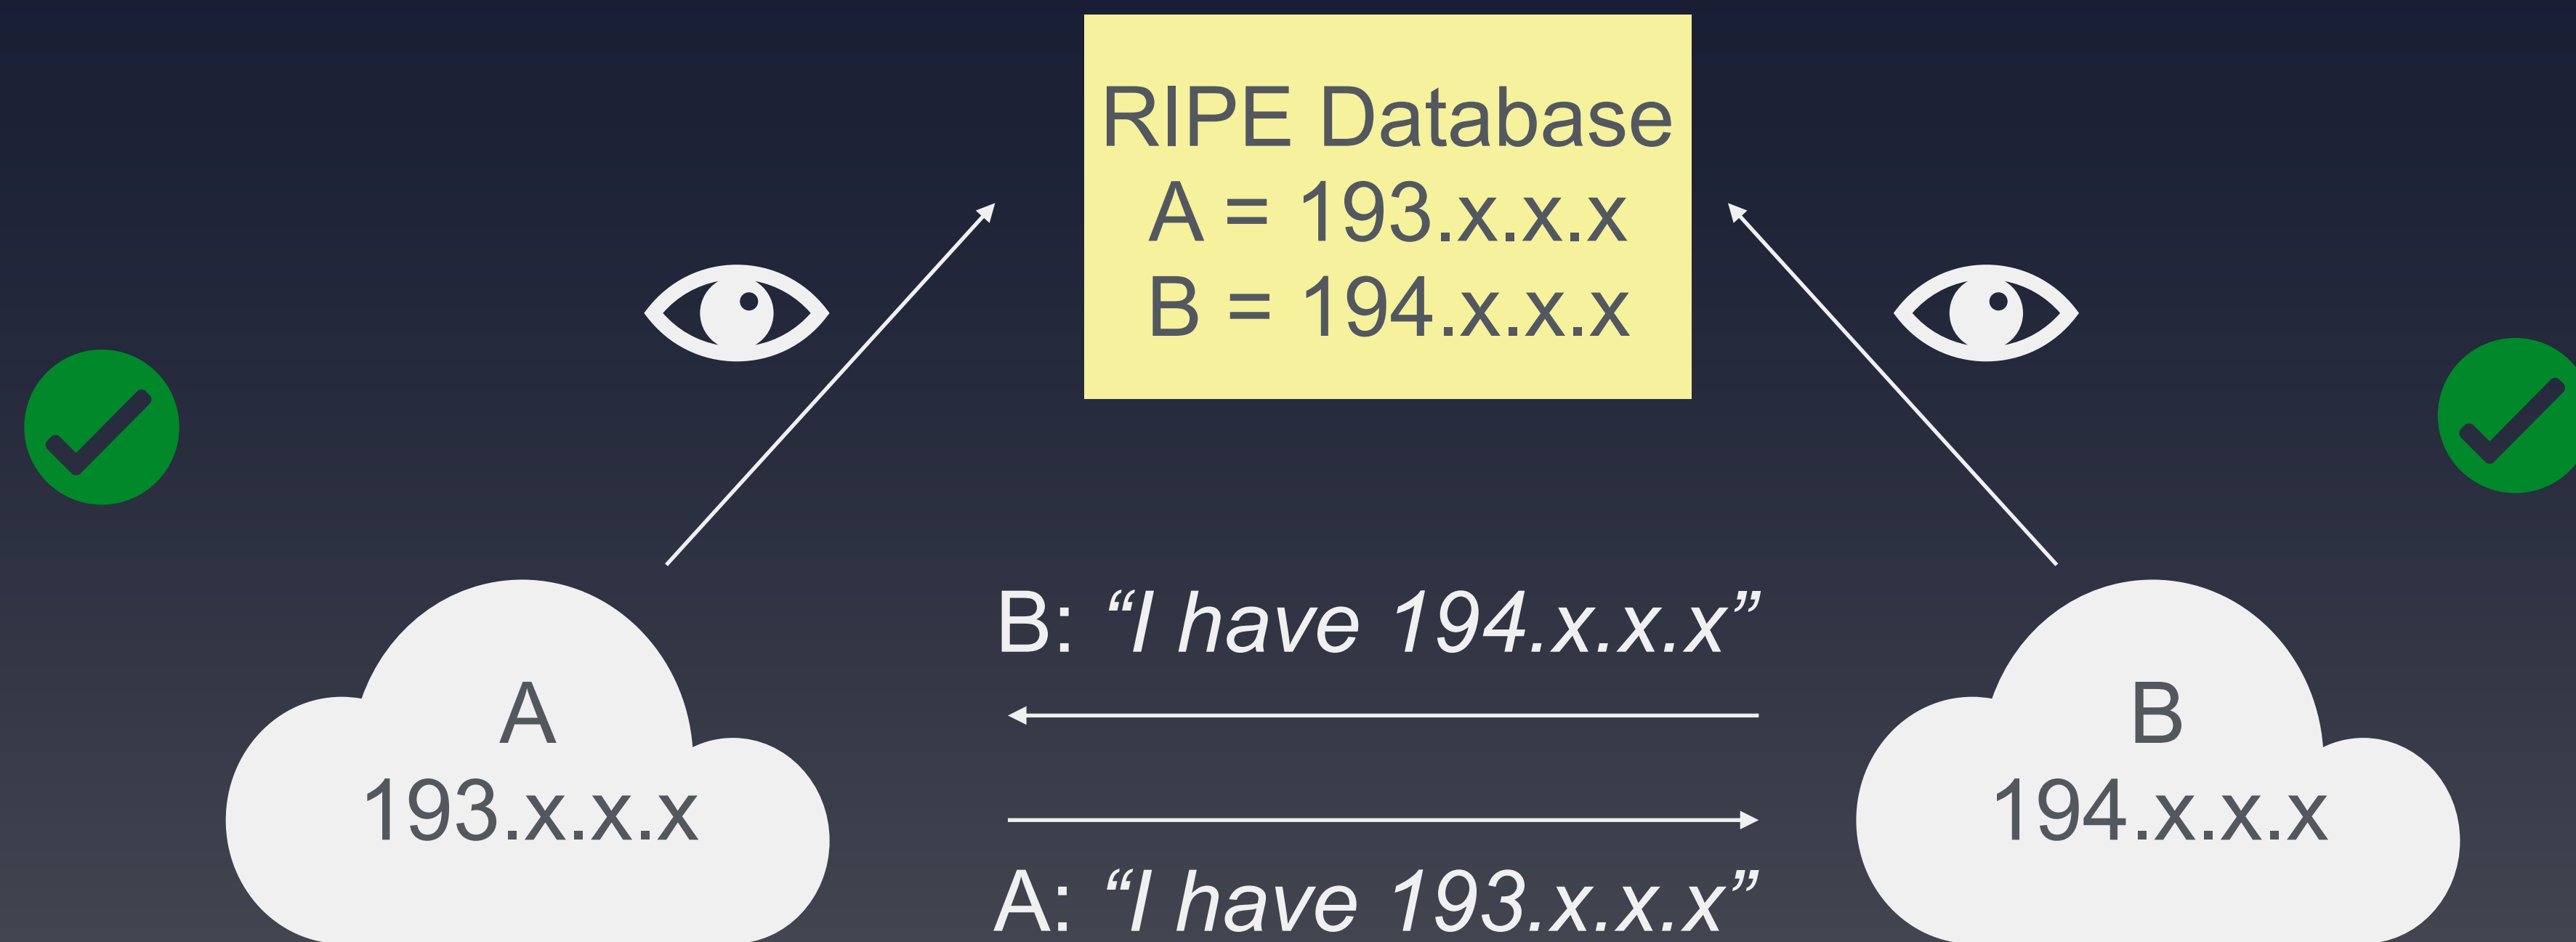 RIPE Database
A = 193.x.x.x
B = 194.x.x.x
B: “I have 194.x.x.x”
A
193.x.x.x
B
194.x.x.x
A: “I have 193.x.x.x”